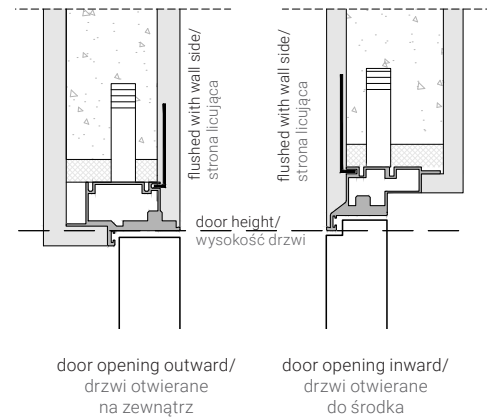 flushed with wall side/
strona licująca
flushed with wall side/
strona licująca
door height/
wysokość drzwi
door opening outward/
drzwi otwierane
na zewnątrz
door opening inward/
drzwi otwierane
do środka